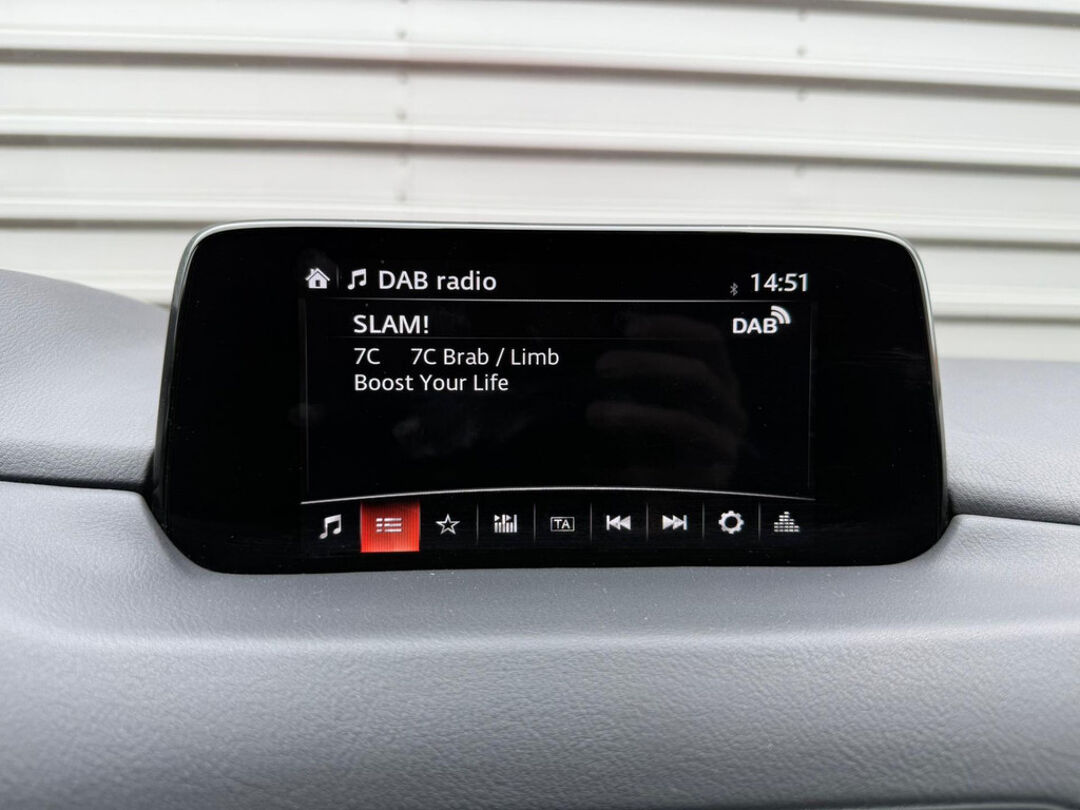 DAB radio 14:51
SLAM! DAB
7C 7C Brab / Limb
Boost Your Life
TA